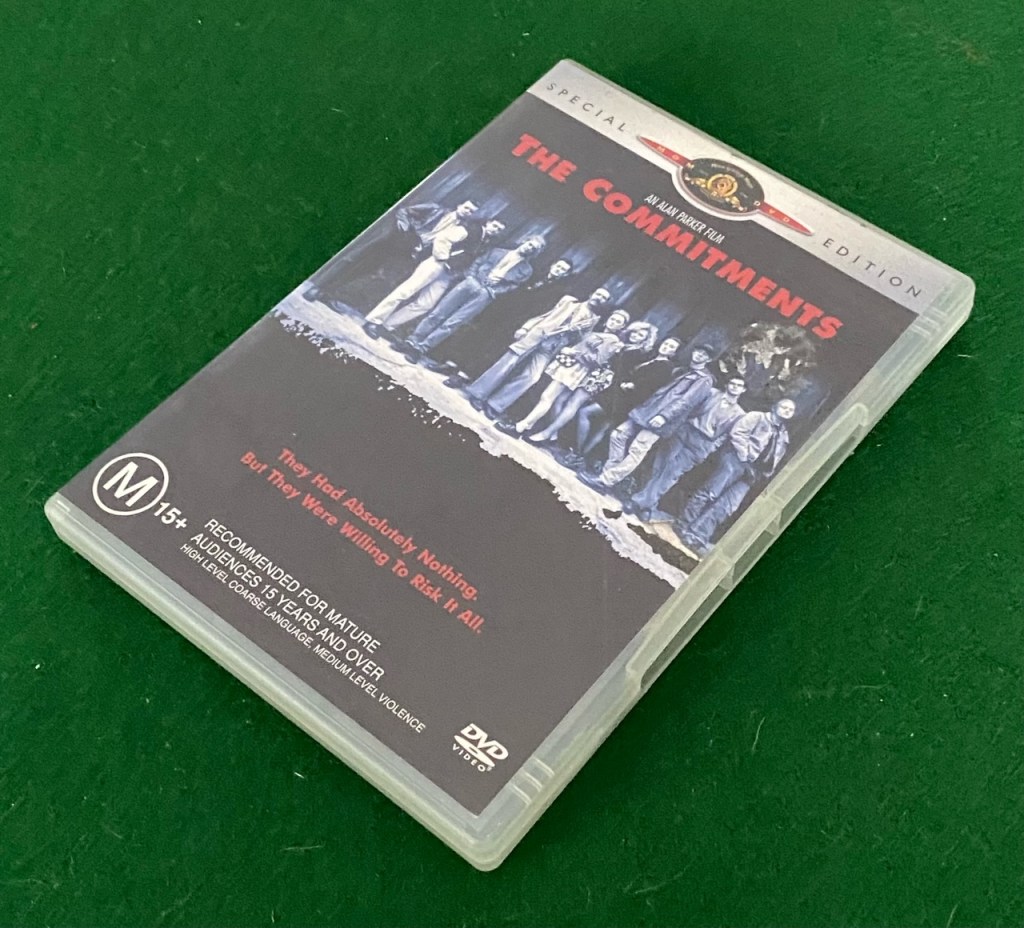 SPECIAL EDITION
MGM DVD
THE COMMITMENTS
AN ALAN PARKER FILM
They Had Absolutely Nothing.
But They Were Willing To Risk It All.
M 15+
RECOMMENDED FOR MATURE
AUDIENCES 15 YEARS AND OVER
HIGH LEVEL COARSE LANGUAGE, MEDIUM LEVEL VIOLENCE
DVD
VIDEO